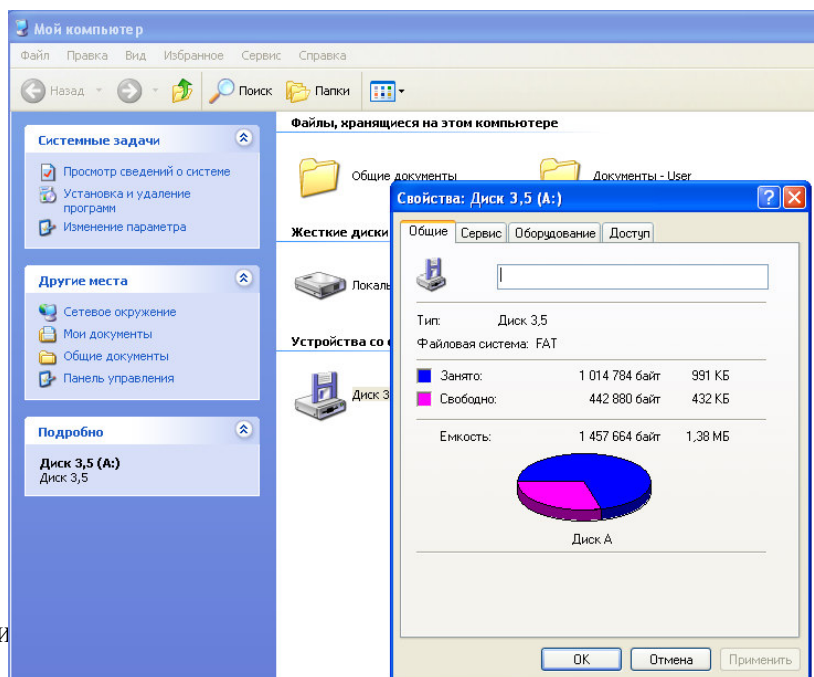 Мой компьютер
Файл Правка Вид Избранное Сервис Справка
Назад Поиск Папки
Системные задачи
Просмотр сведений о системе
Установка и удаление
программ
Изменение параметра
Другие места
Сетевое окружение
Мои документы
Общие документы
Панель управления
Подробно
Диск 3,5 (A:)
Диск 3,5
Файлы, хранящиеся на этом компьютере
Общие документы Документы - User
Жесткие диски
Локаль
Устройства со
Диск 3
Свойства: Диск 3,5 (A:)
Общие Сервис Оборудование Доступ
Тип: Диск 3,5
Файловая система: FAT
Занято: 1 014 784 байт 991 КБ
Свободно: 442 880 байт 432 КБ
Емкость: 1 457 664 байт 1,38 МБ
Диск A
OK Отмена Применить
и